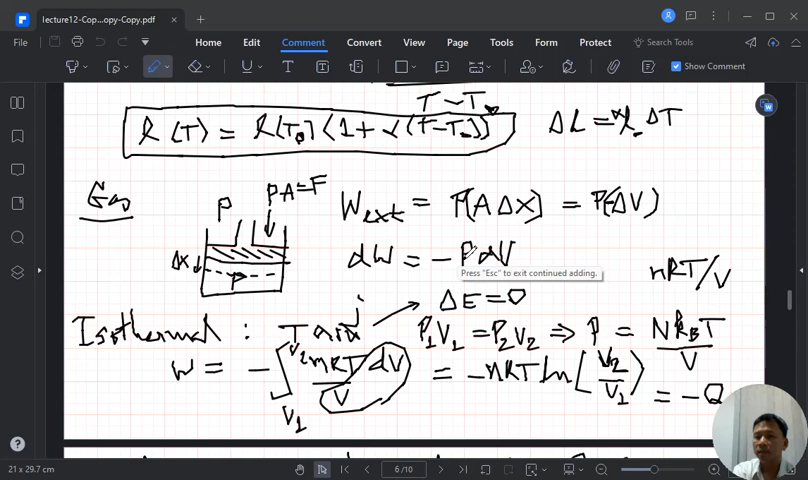 lecture12-Cop...opy-Copy.pdf
File
Home
Edit
Comment
Convert
View
Page
Tools
Form
Protect
Search Tools
Show Comment
T - T₀
l(T) = l(T₀)(1 + α(T-T₀)) ΔL = αl₀ ΔT
Gas
P
PA = F
W_ext = P(AΔX) = P(-ΔV)
Δx
P
dW = - PdV
Press "Esc" to exit continued adding.
nRT/V
ΔE = 0
Isothermal :
P₁V₁ = P₂V₂ ⇒ P = Nk_BT/V
W = - ∫_{V₁}^{V₂} nRT/V dV = -nRT ln[V₂/V₁] = - Q
21 x 29.7 cm
6 /10